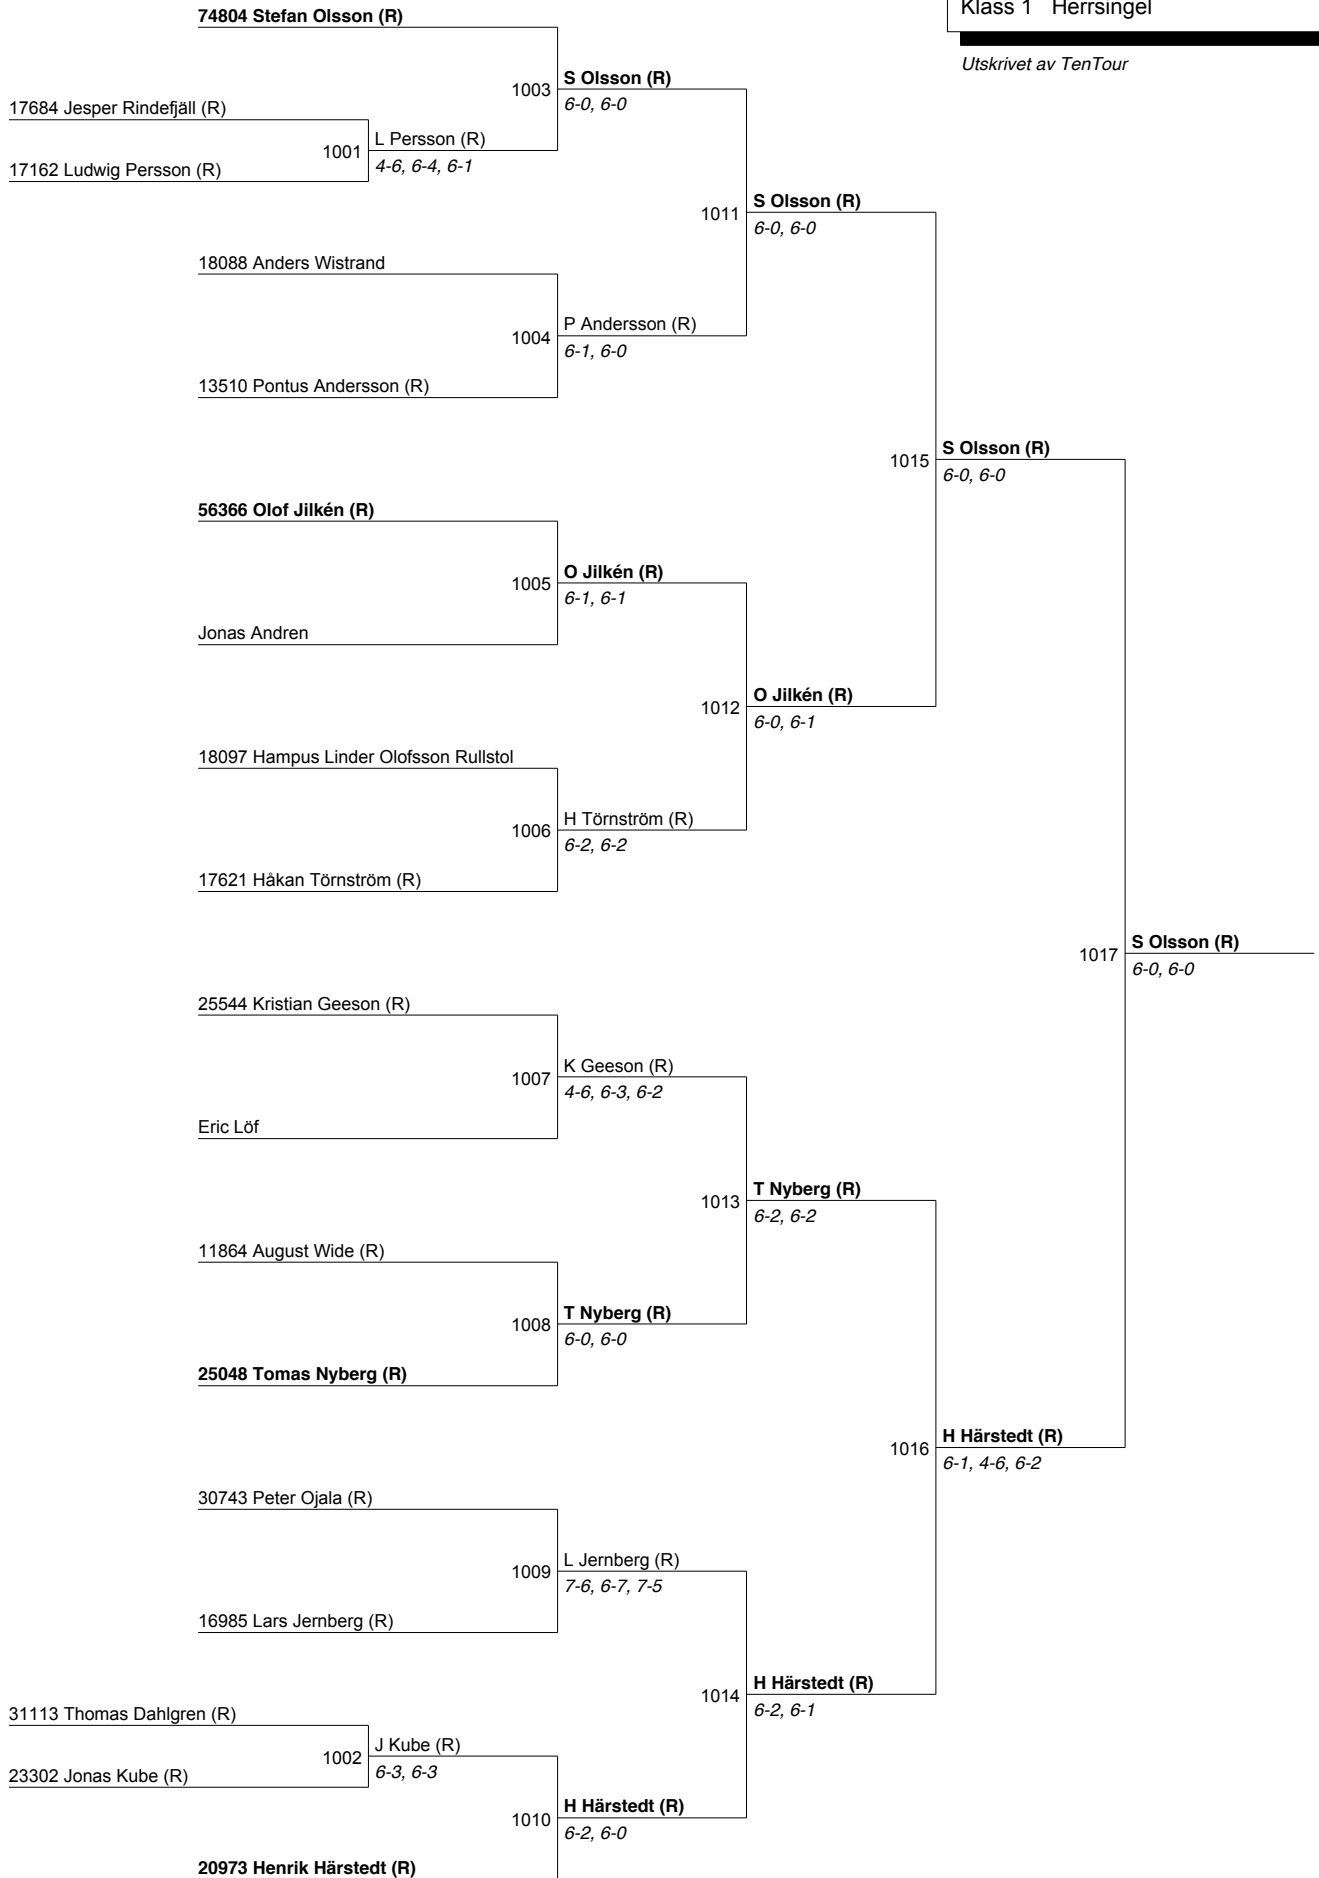 Klass 1 Herrsingel
Utskrivet av TenTour
74804 Stefan Olsson (R)
1003
S Olsson (R)
6-0, 6-0
17684 Jesper Rindefjäll (R)
1001
L Persson (R)
4-6, 6-4, 6-1
17162 Ludwig Persson (R)
1011
S Olsson (R)
6-0, 6-0
18088 Anders Wistrand
1004
P Andersson (R)
6-1, 6-0
13510 Pontus Andersson (R)
1015
S Olsson (R)
6-0, 6-0
56366 Olof Jilkén (R)
1005
O Jilkén (R)
6-1, 6-1
Jonas Andren
1012
O Jilkén (R)
6-0, 6-1
18097 Hampus Linder Olofsson Rullstol
1006
H Törnström (R)
6-2, 6-2
17621 Håkan Törnström (R)
1017
S Olsson (R)
6-0, 6-0
25544 Kristian Geeson (R)
1007
K Geeson (R)
4-6, 6-3, 6-2
Eric Löf
1013
T Nyberg (R)
6-2, 6-2
11864 August Wide (R)
1008
T Nyberg (R)
6-0, 6-0
25048 Tomas Nyberg (R)
1016
H Härstedt (R)
6-1, 4-6, 6-2
30743 Peter Ojala (R)
1009
L Jernberg (R)
7-6, 6-7, 7-5
16985 Lars Jernberg (R)
1014
H Härstedt (R)
6-2, 6-1
31113 Thomas Dahlgren (R)
1002
J Kube (R)
6-3, 6-3
23302 Jonas Kube (R)
1010
H Härstedt (R)
6-2, 6-0
20973 Henrik Härstedt (R)